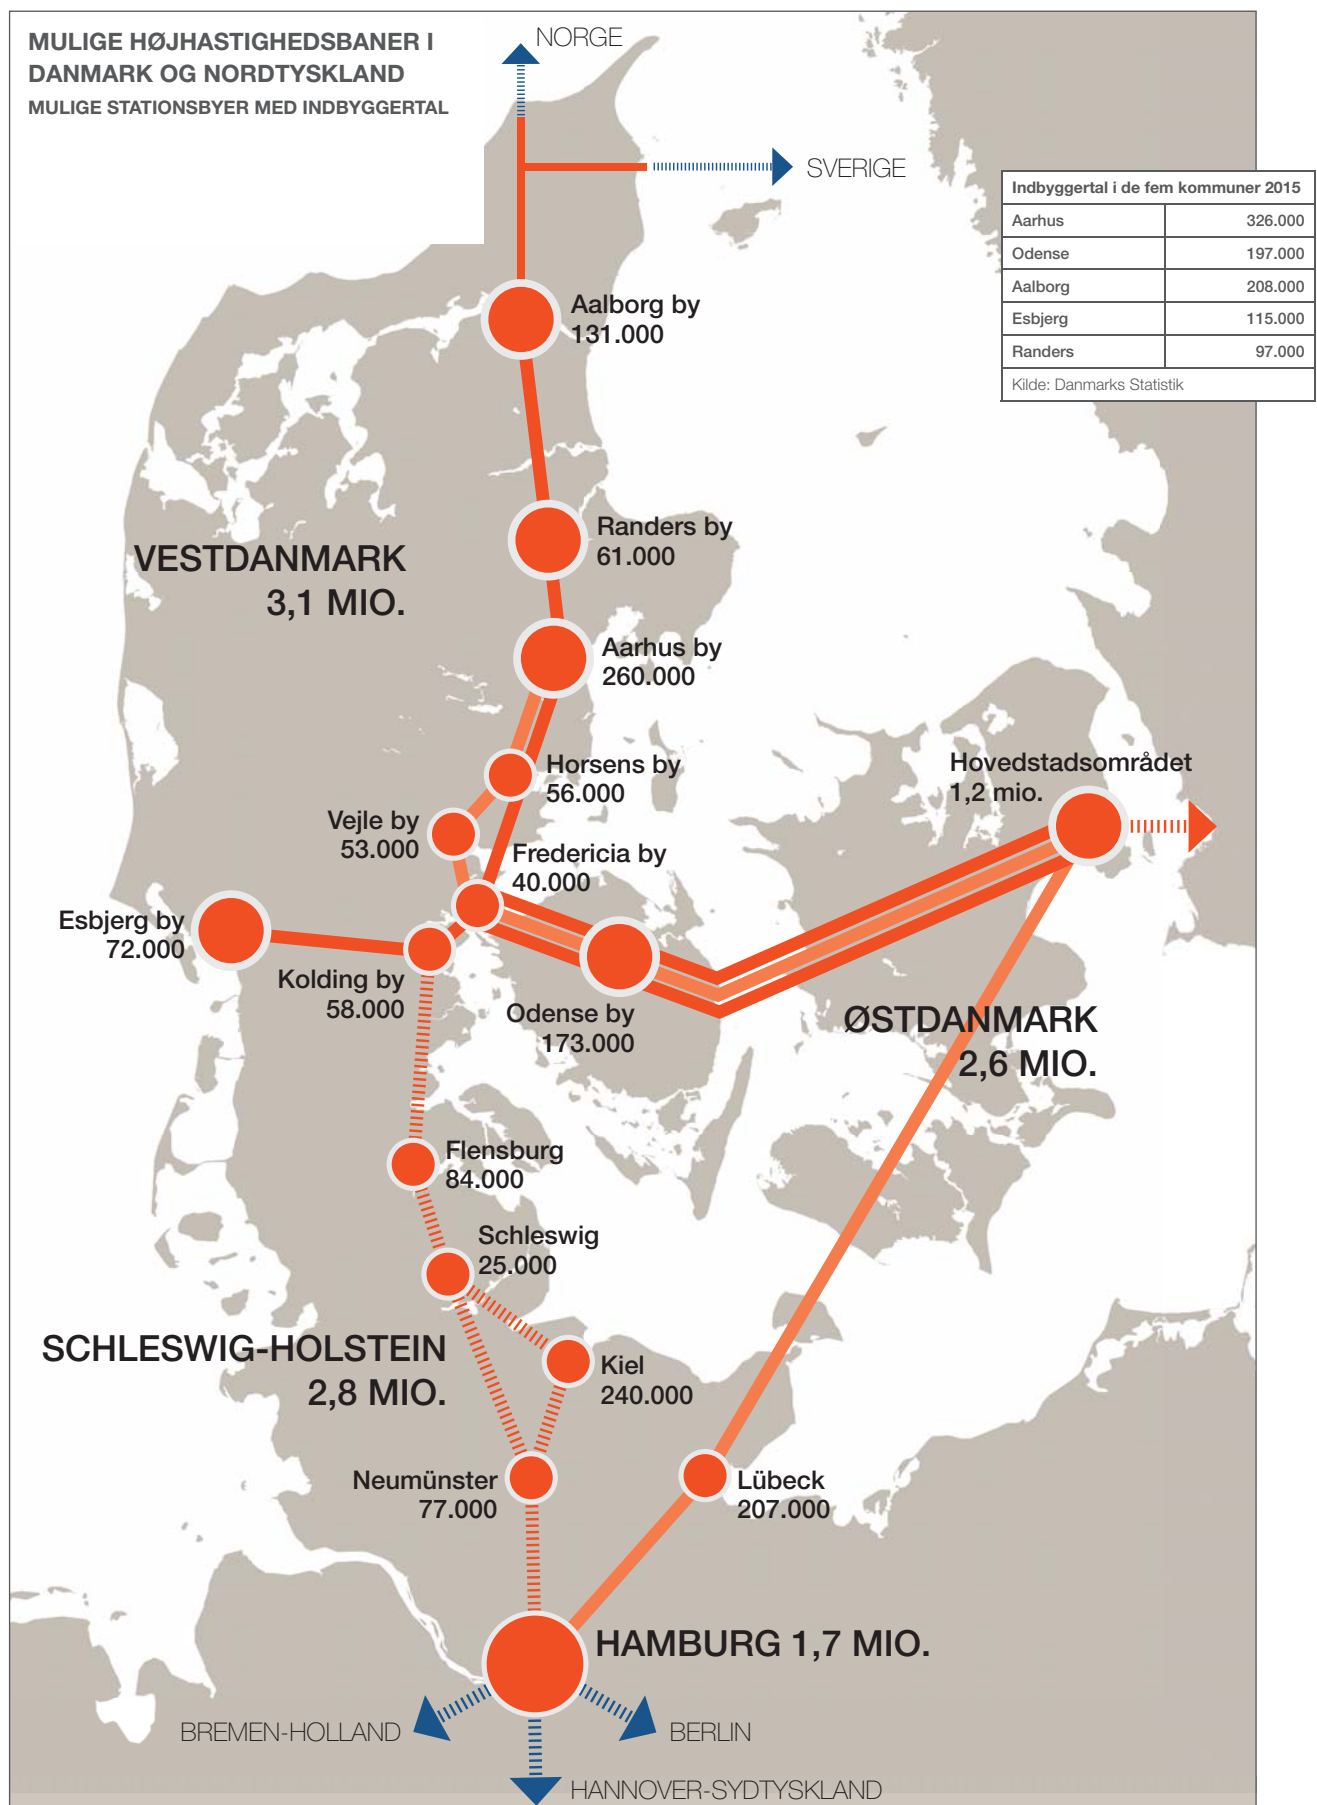 MULIGE HØJHASTIGHEDSBANER I
DANMARK OG NORDTYSKLAND
MULIGE STATIONSBYER MED INDBYGGERTAL
NORGE
SVERIGE
Indbyggertal i de fem kommuner 2015
Aarhus 326.000
Odense 197.000
Aalborg 208.000
Esbjerg 115.000
Randers 97.000
Kilde: Danmarks Statistik
Aalborg by
131.000
Randers by
61.000
VESTDANMARK
3,1 MIO.
Aarhus by
260.000
Horsens by
56.000
Hovedstadsområdet
1,2 mio.
Vejle by
53.000
Fredericia by
40.000
Esbjerg by
72.000
Kolding by
58.000
Odense by
173.000
ØSTDANMARK
2,6 MIO.
Flensburg
84.000
Schleswig
25.000
SCHLESWIG-HOLSTEIN
2,8 MIO.
Kiel
240.000
Neumünster
77.000
Lübeck
207.000
HAMBURG 1,7 MIO.
BREMEN-HOLLAND
BERLIN
HANNOVER-SYDTYSKLAND